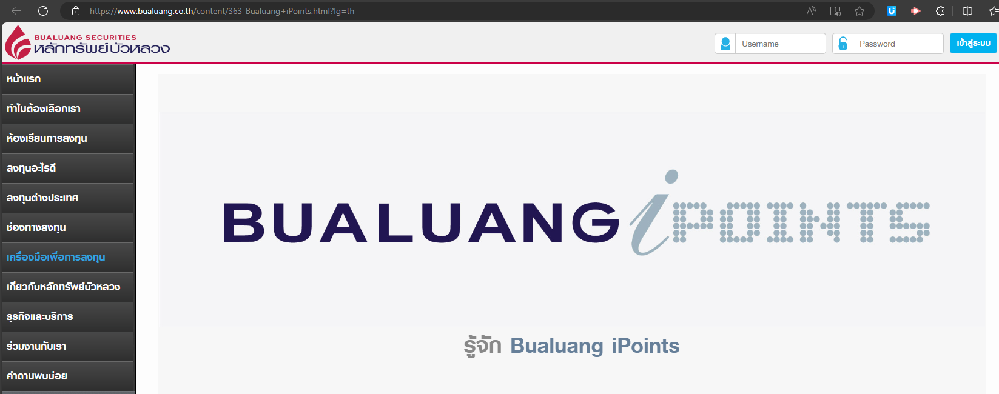 https://www.bualuang.co.th/content/363-Bualuang+iPoints.html?lg=th
BUALUANG SECURITIES
หลักทรัพย์บัวหลวง
Username
Password
เข้าสู่ระบบ
หน้าแรก
ทำไมต้องเลือกเรา
ห้องเรียนการลงทุน
ลงทุนอะไรดี
ลงทุนต่างประเทศ
ช่องทางลงทุน
เครื่องมือเพื่อการลงทุน
เกี่ยวกับหลักทรัพย์บัวหลวง
ธุรกิจและบริการ
ร่วมงานกับเรา
คำถามพบบ่อย
BUALUANG iPOINTS
รู้จัก Bualuang iPoints